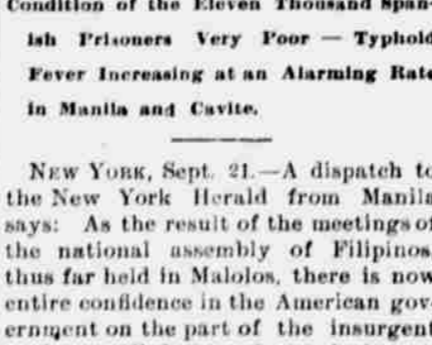 Condition of the Eleven Thousand Span-
ish Prisoners Very Poor — Typhoid
Fever Increasing at an Alarming Rate
in Manila and Cavite.
NEW YORK, Sept. 21.—A dispatch to
the New York Herald from Manila
says: As the result of the meetings of
the national assembly of Filipinos,
thus far held in Malolos, there is now
entire confidence in the American gov-
ernment on the part of the insurgent